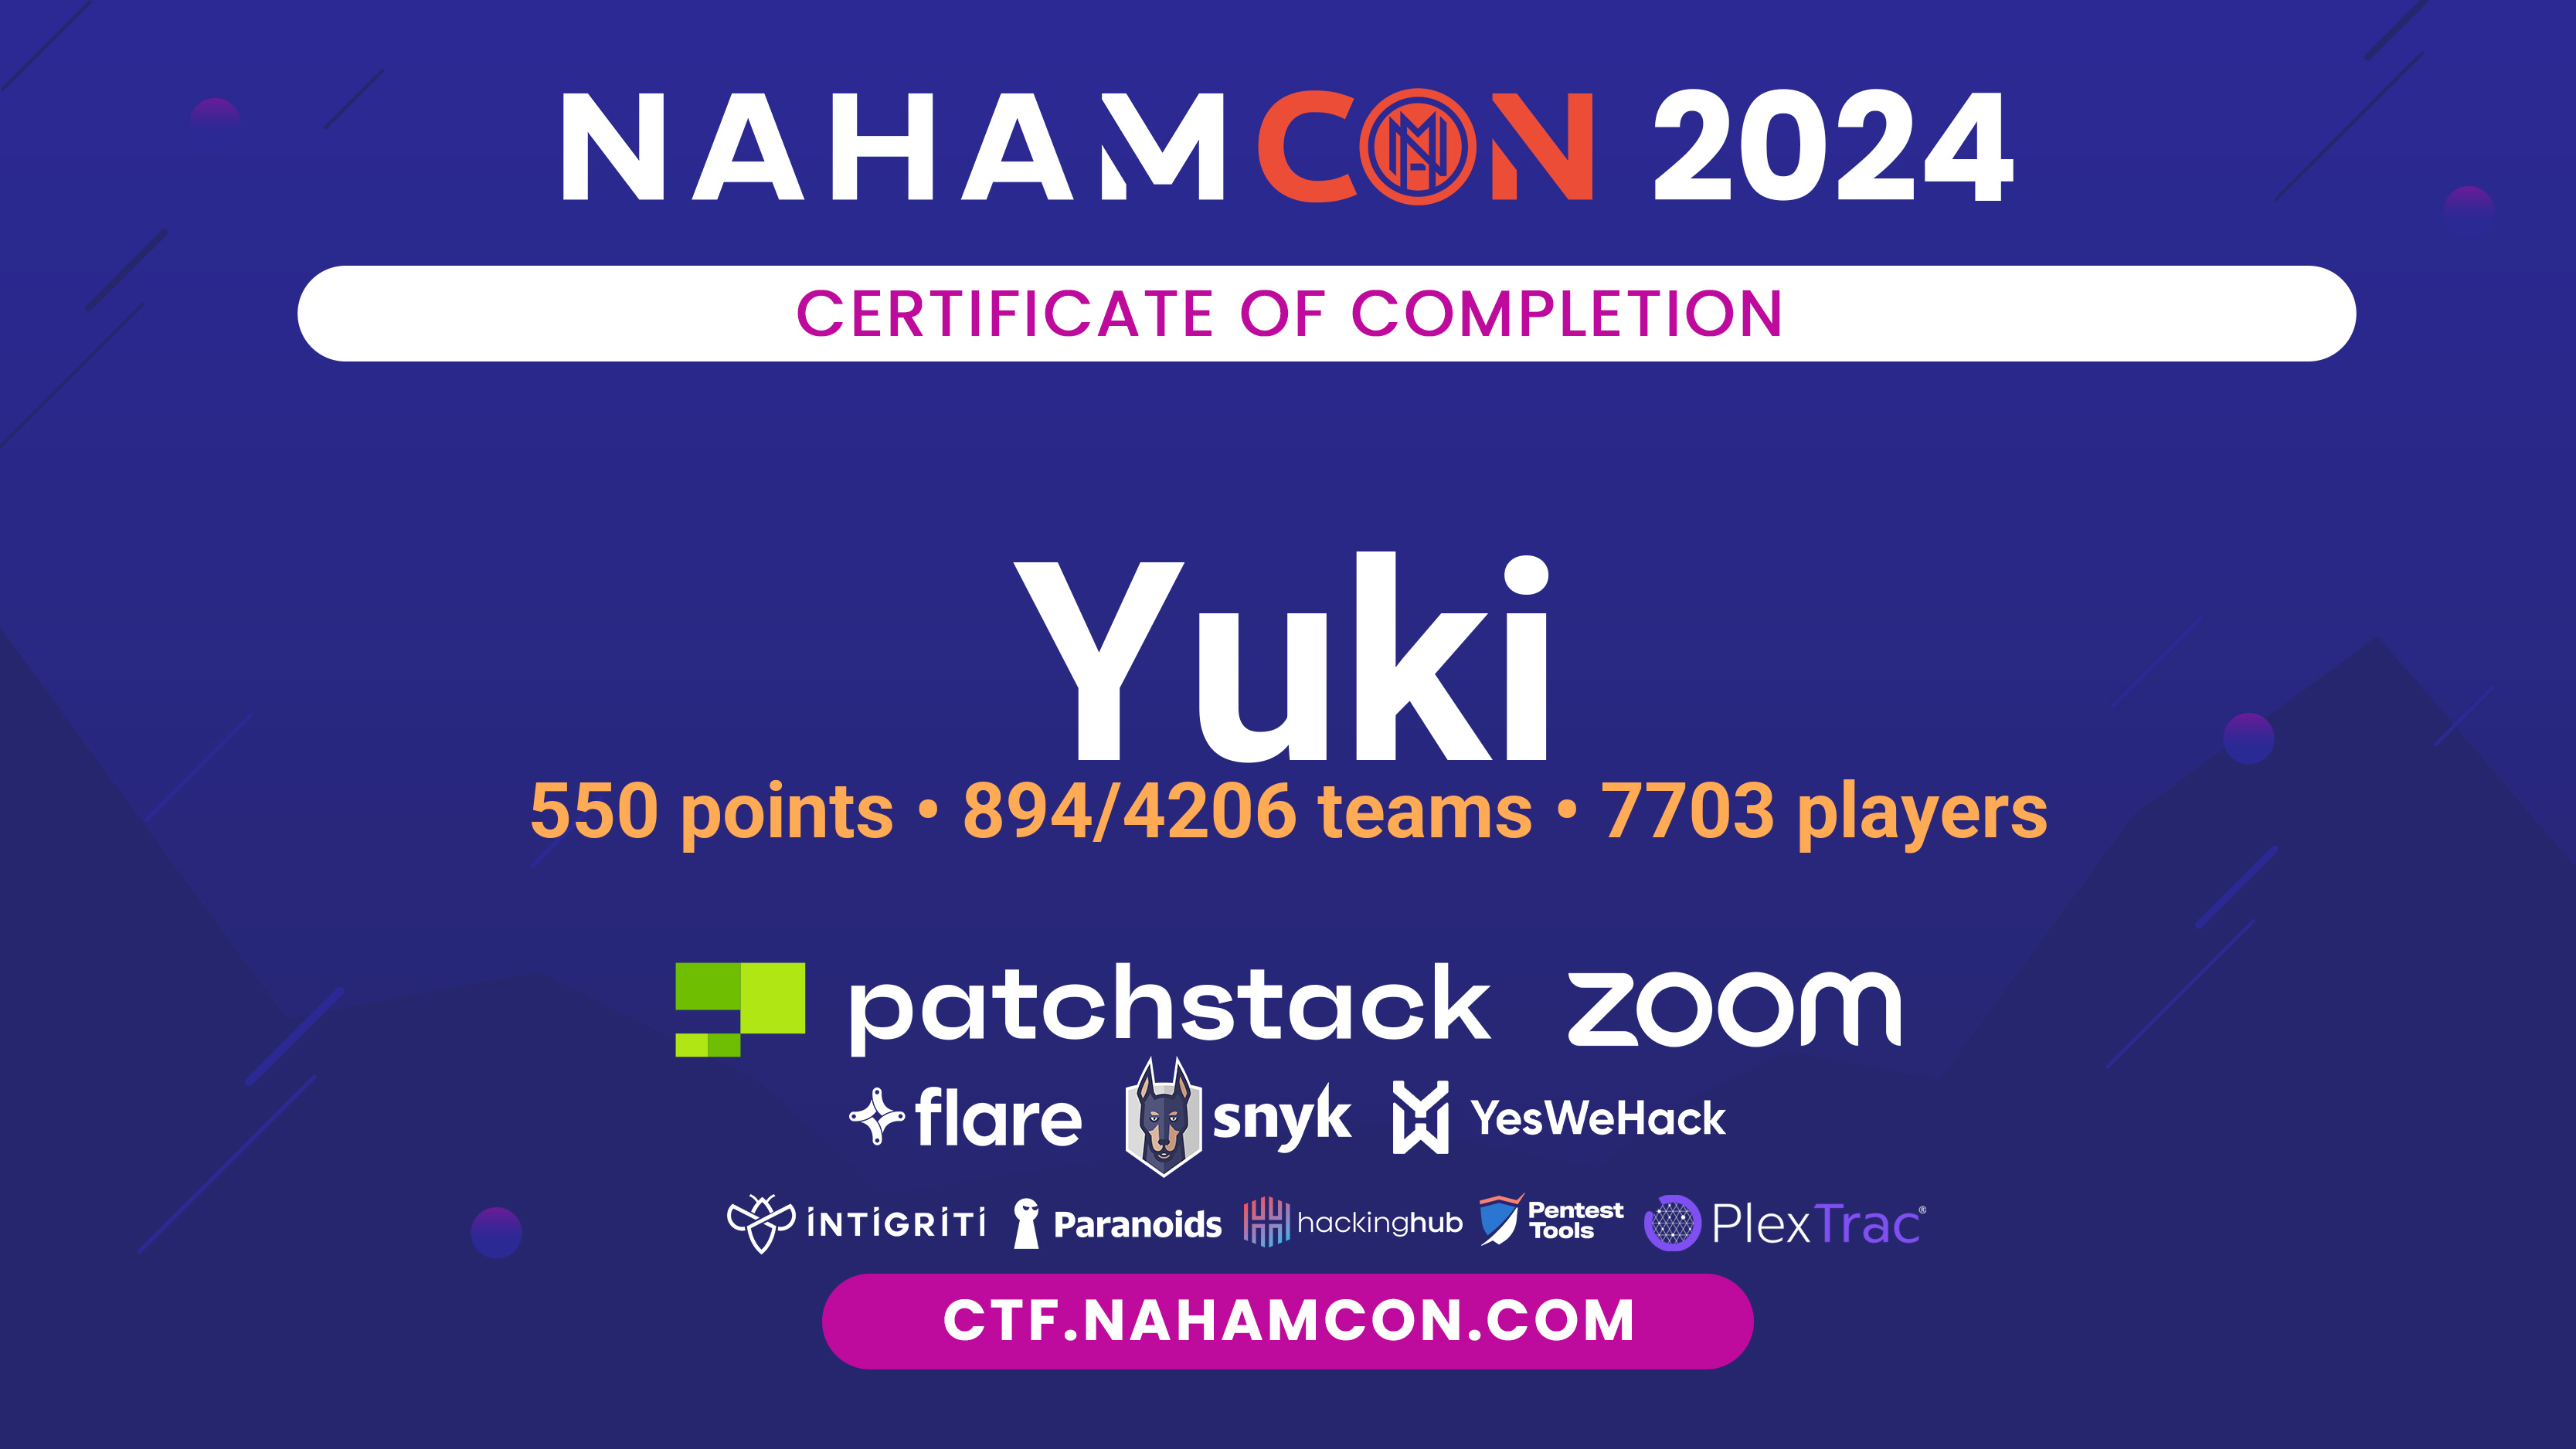 NAHAMCON 2024
CERTIFICATE OF COMPLETION
Yuki
550 points • 894/4206 teams • 7703 players
patchstack zoom
flare snyk YesWeHack
INTIGRITI Paranoids hackinghub Pentest Tools PlexTrac®
CTF.NAHAMCON.COM